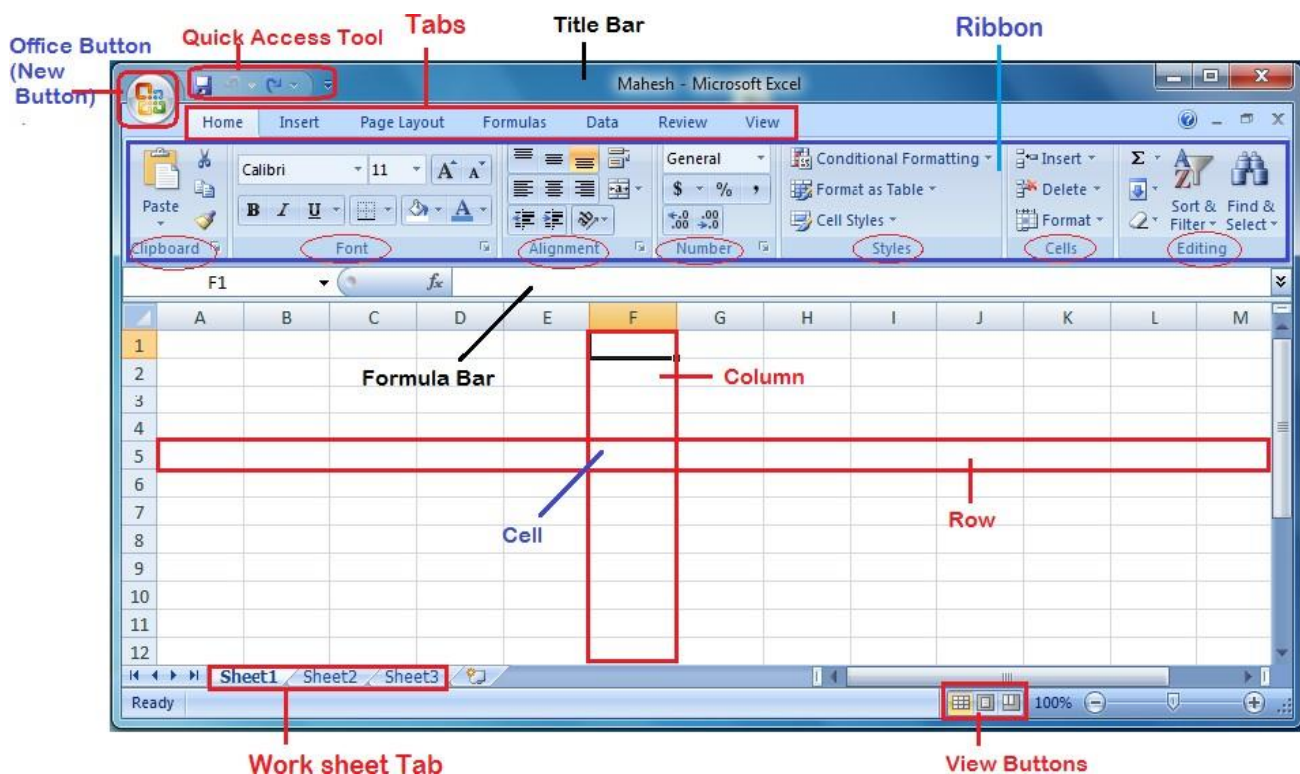 Office Button
(New
Button)
Quick Access Tool
Tabs
Title Bar
Ribbon
Mahesh - Microsoft Excel
Home Insert Page Layout Formulas Data Review View
Calibri 11 A A General Conditional Formatting Insert Σ
$ % , Format as Table Delete
Paste B I U A .0 .00 .00 .0 Cell Styles Format Sort & Filter Find & Select
Clipboard Font Alignment Number Styles Cells Editing
F1 fx
A B C D E F G H I J K L M
1
2
Formula Bar
Column
3
4
5
6
7
Row
8
Cell
9
10
11
12
Sheet1 Sheet2 Sheet3
Ready 100%
Work sheet Tab
View Buttons